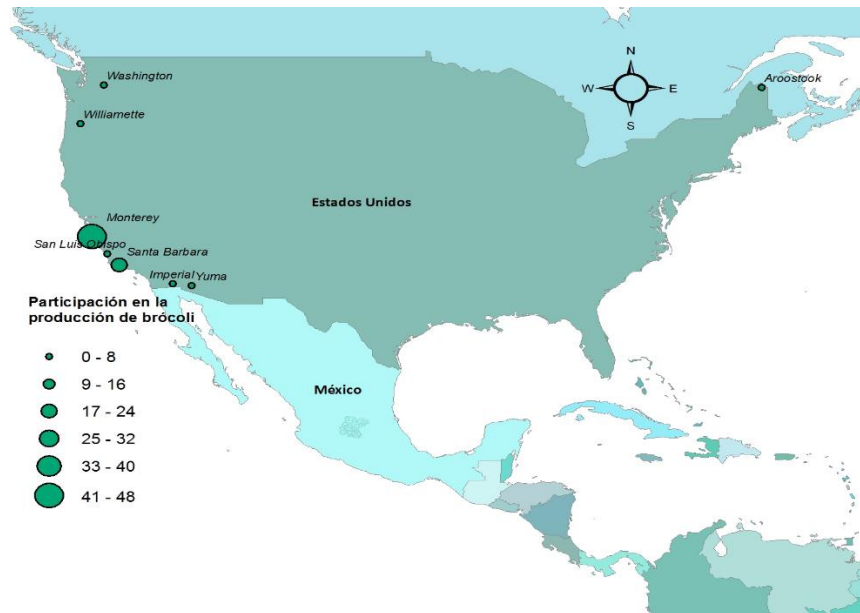 N
W
E
S
Washington
Aroostook
Williamette
Estados Unidos
Monterey
San Luis Obispo
Santa Barbara
Imperial
Yuma
Participación en la
producción de brócoli
0 - 8
9 - 16
17 - 24
25 - 32
33 - 40
41 - 48
México